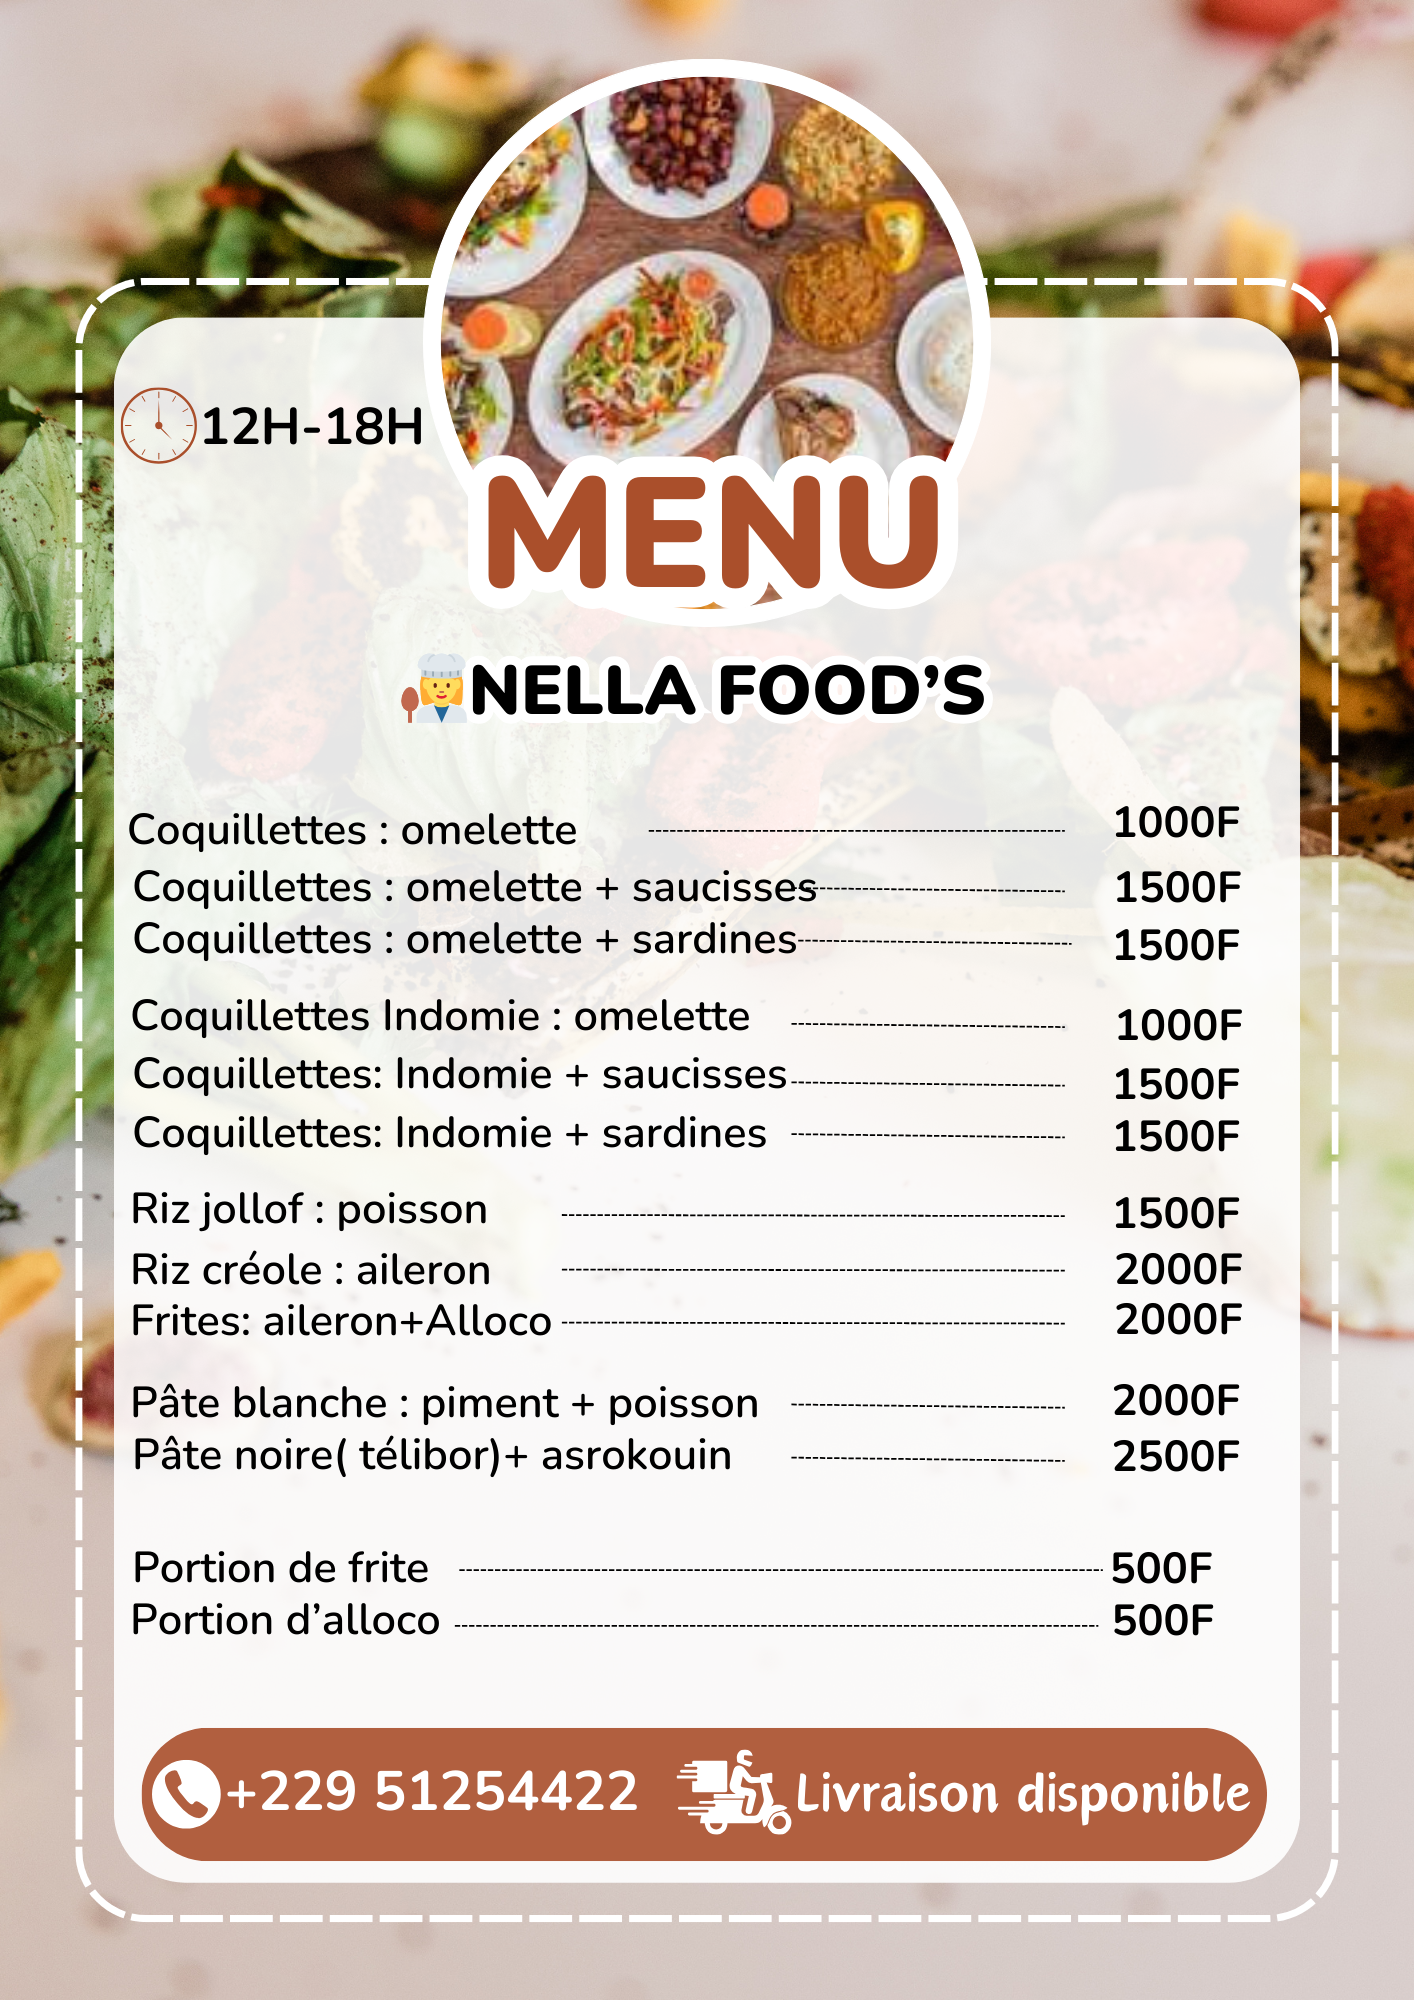 12H-18H
MENU
NELLA FOOD’S
Coquillettes : omelette 1000F
Coquillettes : omelette + saucisses 1500F
Coquillettes : omelette + sardines 1500F
Coquillettes Indomie : omelette 1000F
Coquillettes: Indomie + saucisses 1500F
Coquillettes: Indomie + sardines 1500F
Riz jollof : poisson 1500F
Riz créole : aileron 2000F
Frites: aileron+Alloco 2000F
Pâte blanche : piment + poisson 2000F
Pâte noire( télibor)+ asrokouin 2500F
Portion de frite 500F
Portion d’alloco 500F
+229 51254422 Livraison disponible